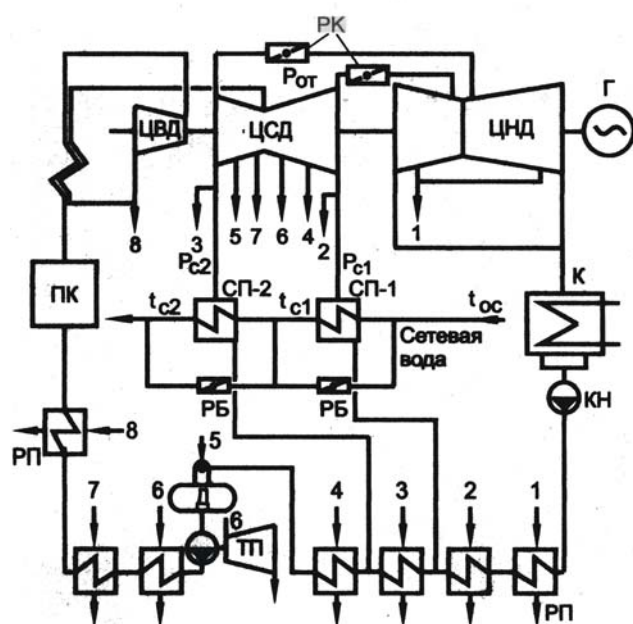 РК
Pот
Г
ЦВД
ЦСД
ЦНД
8
3
5
7
6
4
2
1
Pс2
Pс1
СП-2
СП-1
К
ПК
tс2
tс1
tос
Сетевая
вода
РБ
РБ
КН
РП
8
5
7
6
Д
6
ТП
4
3
2
1
РП